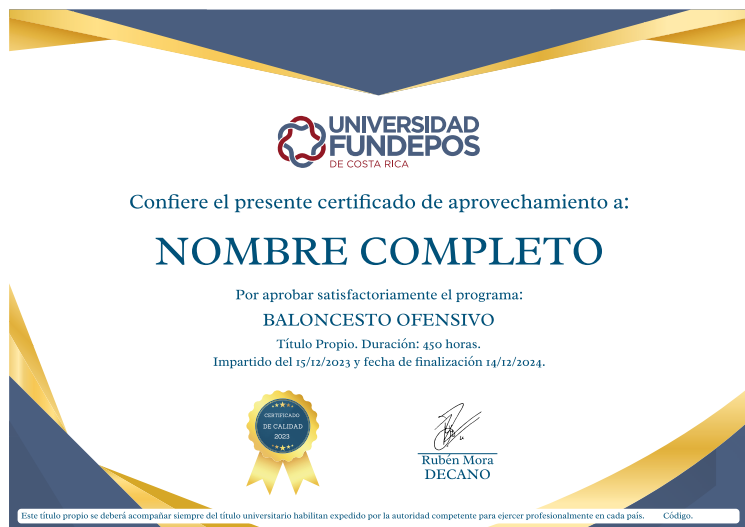 UNIVERSIDAD
FUNDEPOS
DE COSTA RICA
Confiere el presente certificado de aprovechamiento a:
NOMBRE COMPLETO
Por aprobar satisfactoriamente el programa:
BALONCESTO OFENSIVO
Título Propio. Duración: 450 horas.
Impartido del 15/12/2023 y fecha de finalización 14/12/2024.
CERTIFICADO
DE CALIDAD
2023
Rubén Mora
DECANO
Este título propio se deberá acompañar siempre del título universitario habilitan expedido por la autoridad competente para ejercer profesionalmente en cada país. Código.